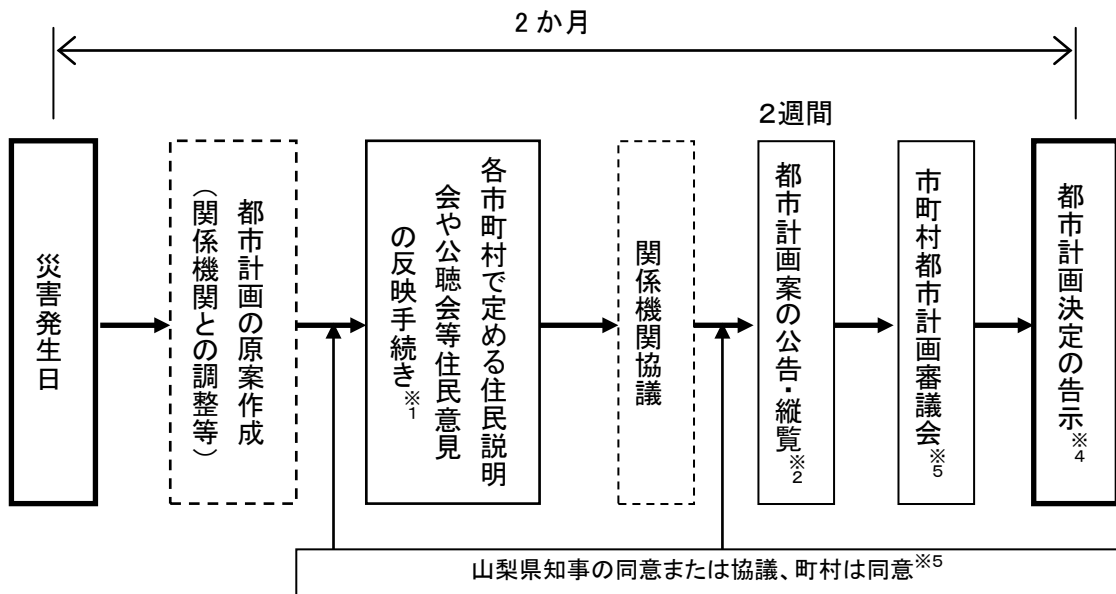 2 か月
2週間
災害発生日
都市計画の原案作成
(関係機関との調整等)
各市町村で定める住民説明
会や公聴会等住民意見
の反映手続き※1
関係機関協議
都市計画案の公告・縦覧※2
市町村都市計画審議会※5
都市計画決定の告示※4
山梨県知事の同意または協議、町村は同意※5